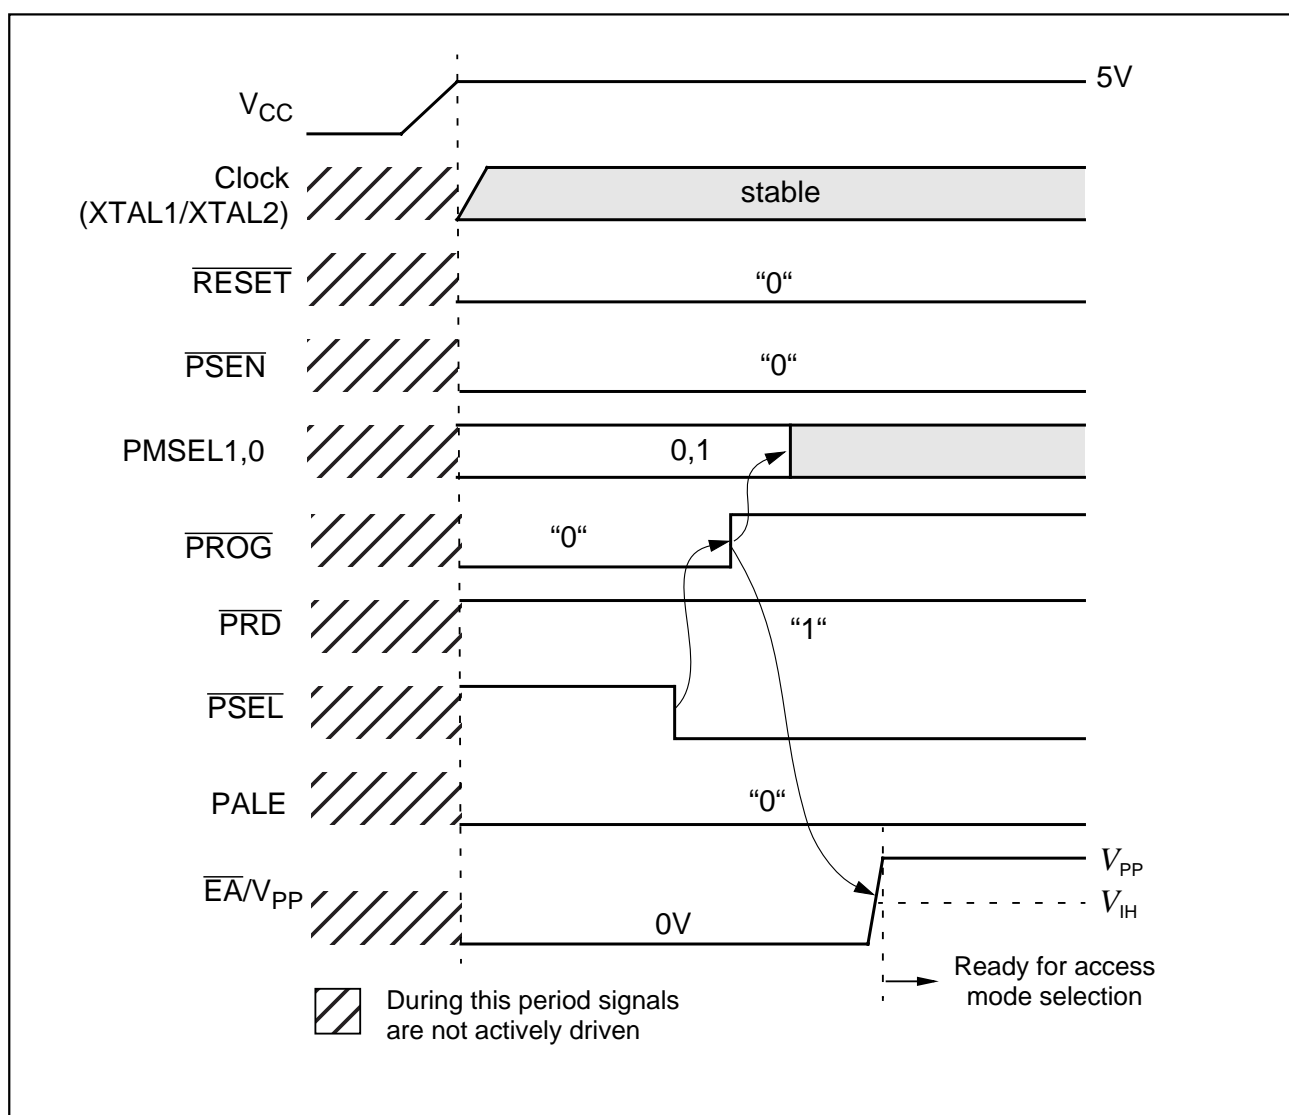 5V
VCC
Clock
(XTAL1/XTAL2)
stable
RESET
“0“
PSEN
“0“
PMSEL1,0
0,1
PROG
“0“
PRD
“1“
PSEL
PALE
“0“
EA/VPP
0V
VPP
VIH
Ready for access
mode selection
During this period signals
are not actively driven